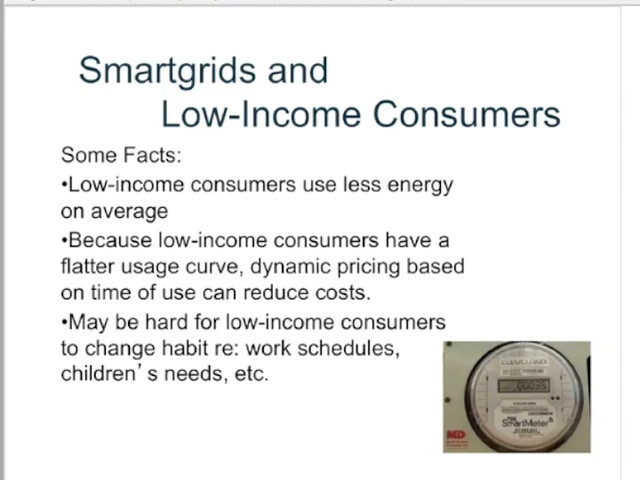 Smartgrids and
Low-Income Consumers
Some Facts:
•Low-income consumers use less energy
on average
•Because low-income consumers have a
flatter usage curve, dynamic pricing based
on time of use can reduce costs.
•May be hard for low-income consumers
to change habit re: work schedules,
children's needs, etc.
SmartMeter